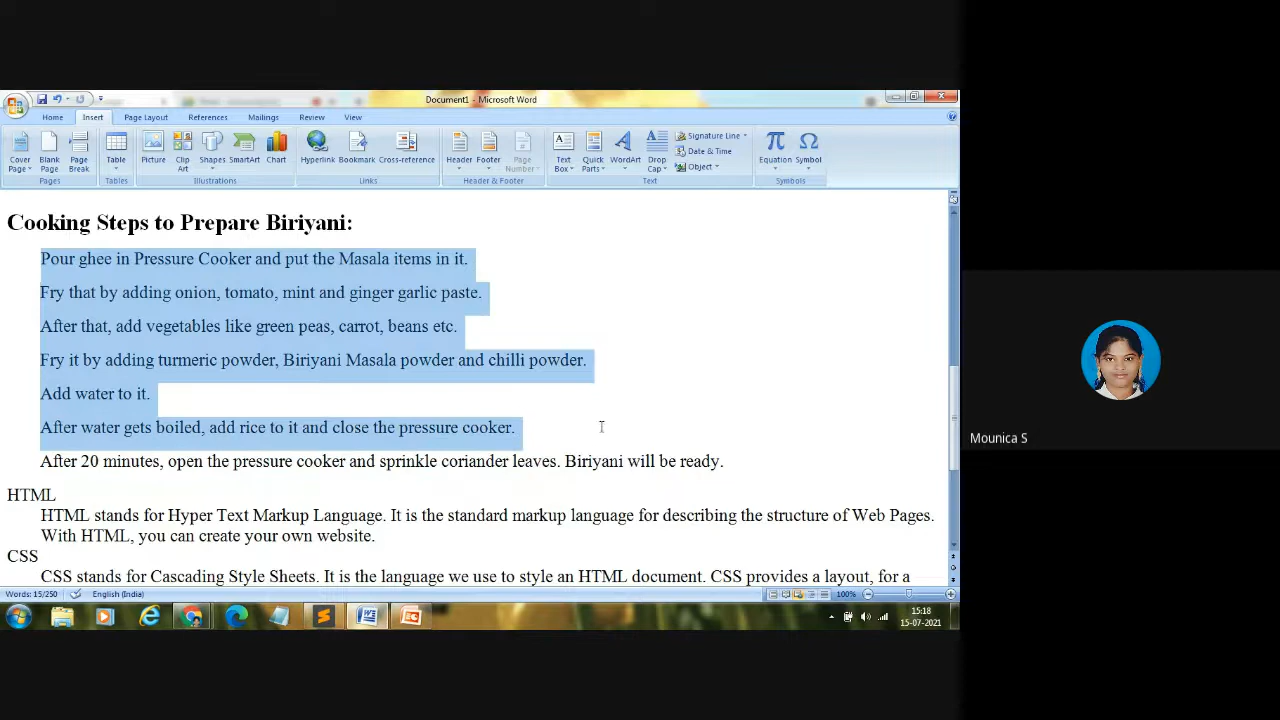 Document1 - Microsoft Word
Home Insert Page Layout References Mailings Review View
Cover Page Blank Page Page Break Table Picture Clip Art Shapes SmartArt Chart Hyperlink Bookmark Cross-reference Header Footer Page Number Text Box Quick Parts WordArt Drop Cap Signature Line Date & Time Object Equation Symbol
Pages Tables Illustrations Links Header & Footer Text Symbols
Cooking Steps to Prepare Biriyani:
Pour ghee in Pressure Cooker and put the Masala items in it.
Fry that by adding onion, tomato, mint and ginger garlic paste.
After that, add vegetables like green peas, carrot, beans etc.
Fry it by adding turmeric powder, Biriyani Masala powder and chilli powder.
Add water to it.
After water gets boiled, add rice to it and close the pressure cooker.
After 20 minutes, open the pressure cooker and sprinkle coriander leaves. Biriyani will be ready.
HTML
HTML stands for Hyper Text Markup Language. It is the standard markup language for describing the structure of Web Pages.
With HTML, you can create your own website.
CSS
CSS stands for Cascading Style Sheets. It is the language we use to style an HTML document. CSS provides a layout, for a
Words: 15/250 English (India) 100%
15:18
15-07-2021
Mounica S